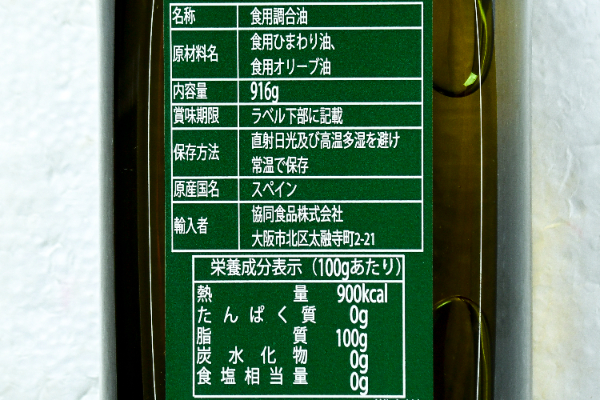 名称 食用調合油
原材料名 食用ひまわり油、
食用オリーブ油
内容量 916g
賞味期限 ラベル下部に記載
保存方法 直射日光及び高温多湿を避け
常温で保存
原産国名 スペイン
輸入者 協同食品株式会社
大阪市北区太融寺町2-21
栄養成分表示（100gあたり）
熱量 900kcal
たんぱく質 0g
脂質 100g
炭水化物 0g
食塩相当量 0g